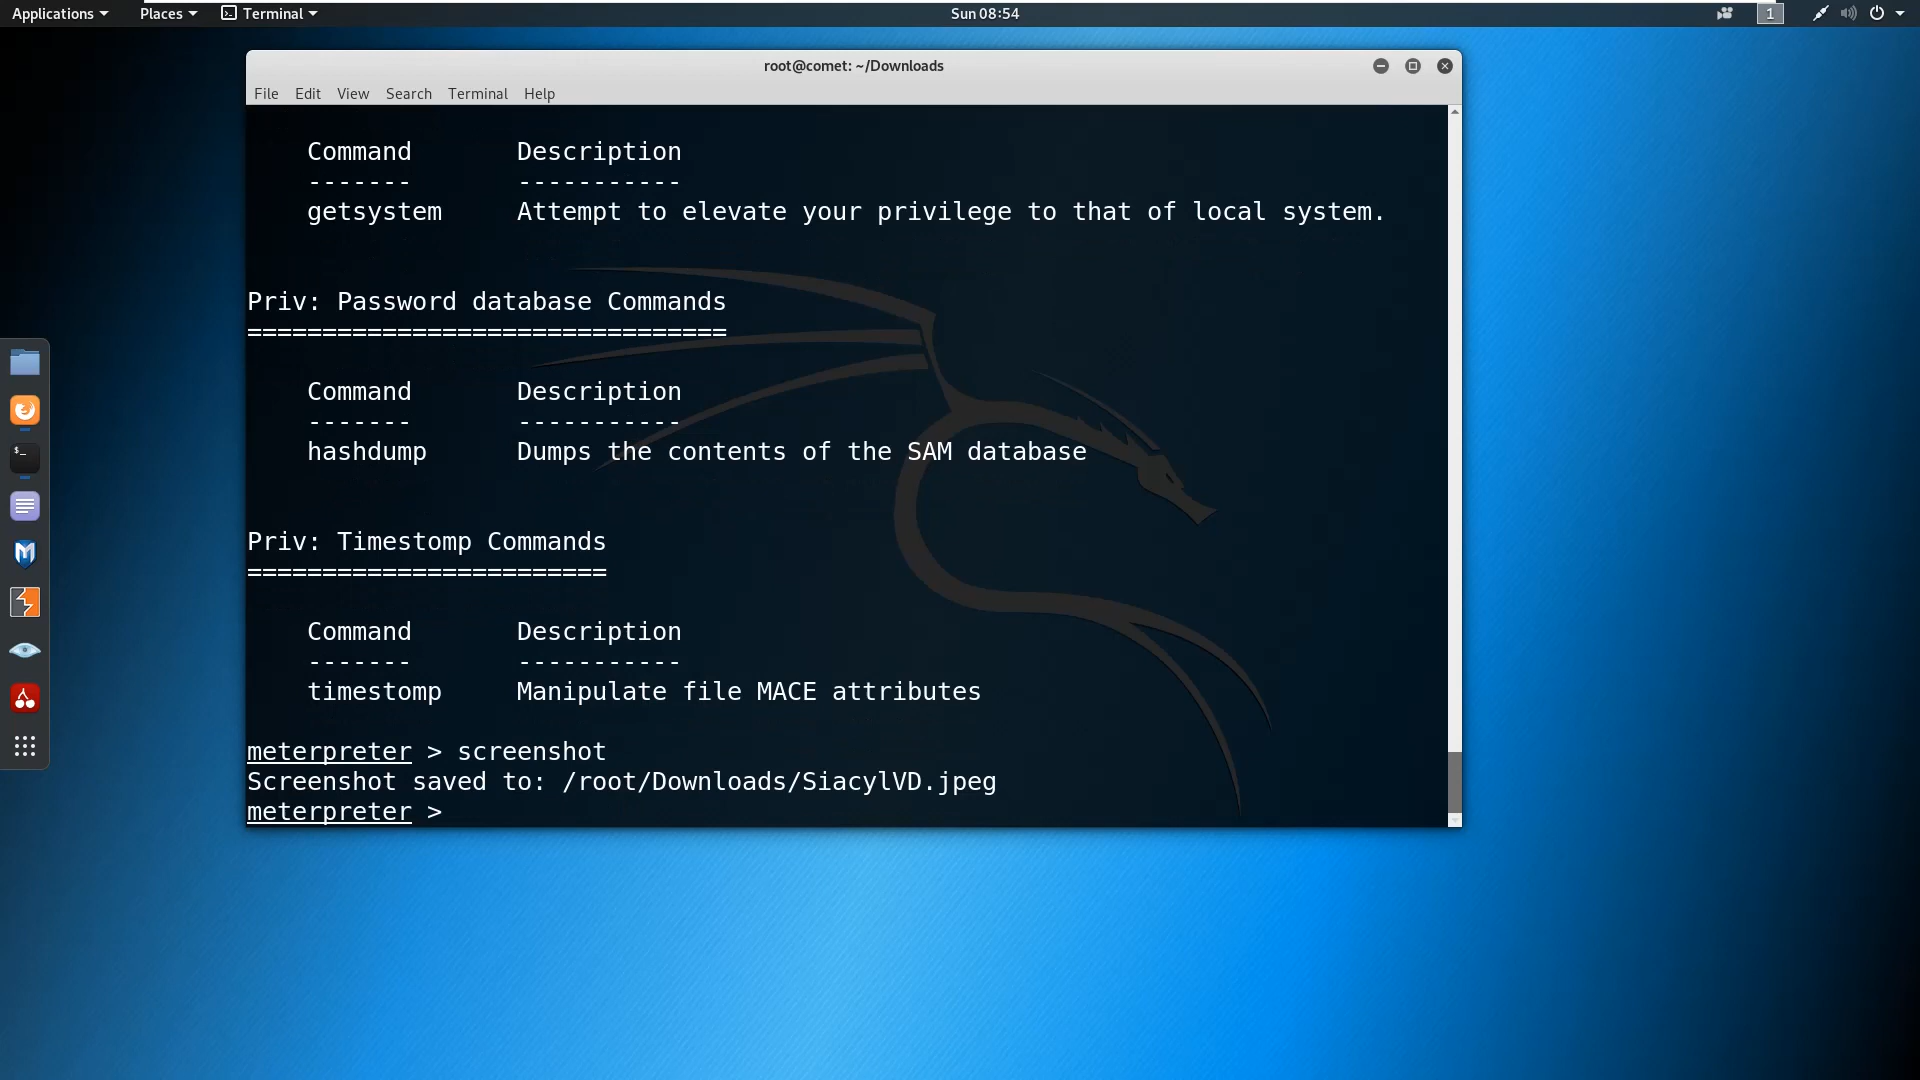 Applications Places Terminal Sun 08:54 1
root@comet: ~/Downloads
File Edit View Search Terminal Help
Command Description
------- -----------
getsystem Attempt to elevate your privilege to that of local system.
Priv: Password database Commands
================================
Command Description
------- -----------
hashdump Dumps the contents of the SAM database
Priv: Timestomp Commands
========================
Command Description
------- -----------
timestomp Manipulate file MACE attributes
meterpreter > screenshot
Screenshot saved to: /root/Downloads/SiacylVD.jpeg
meterpreter >